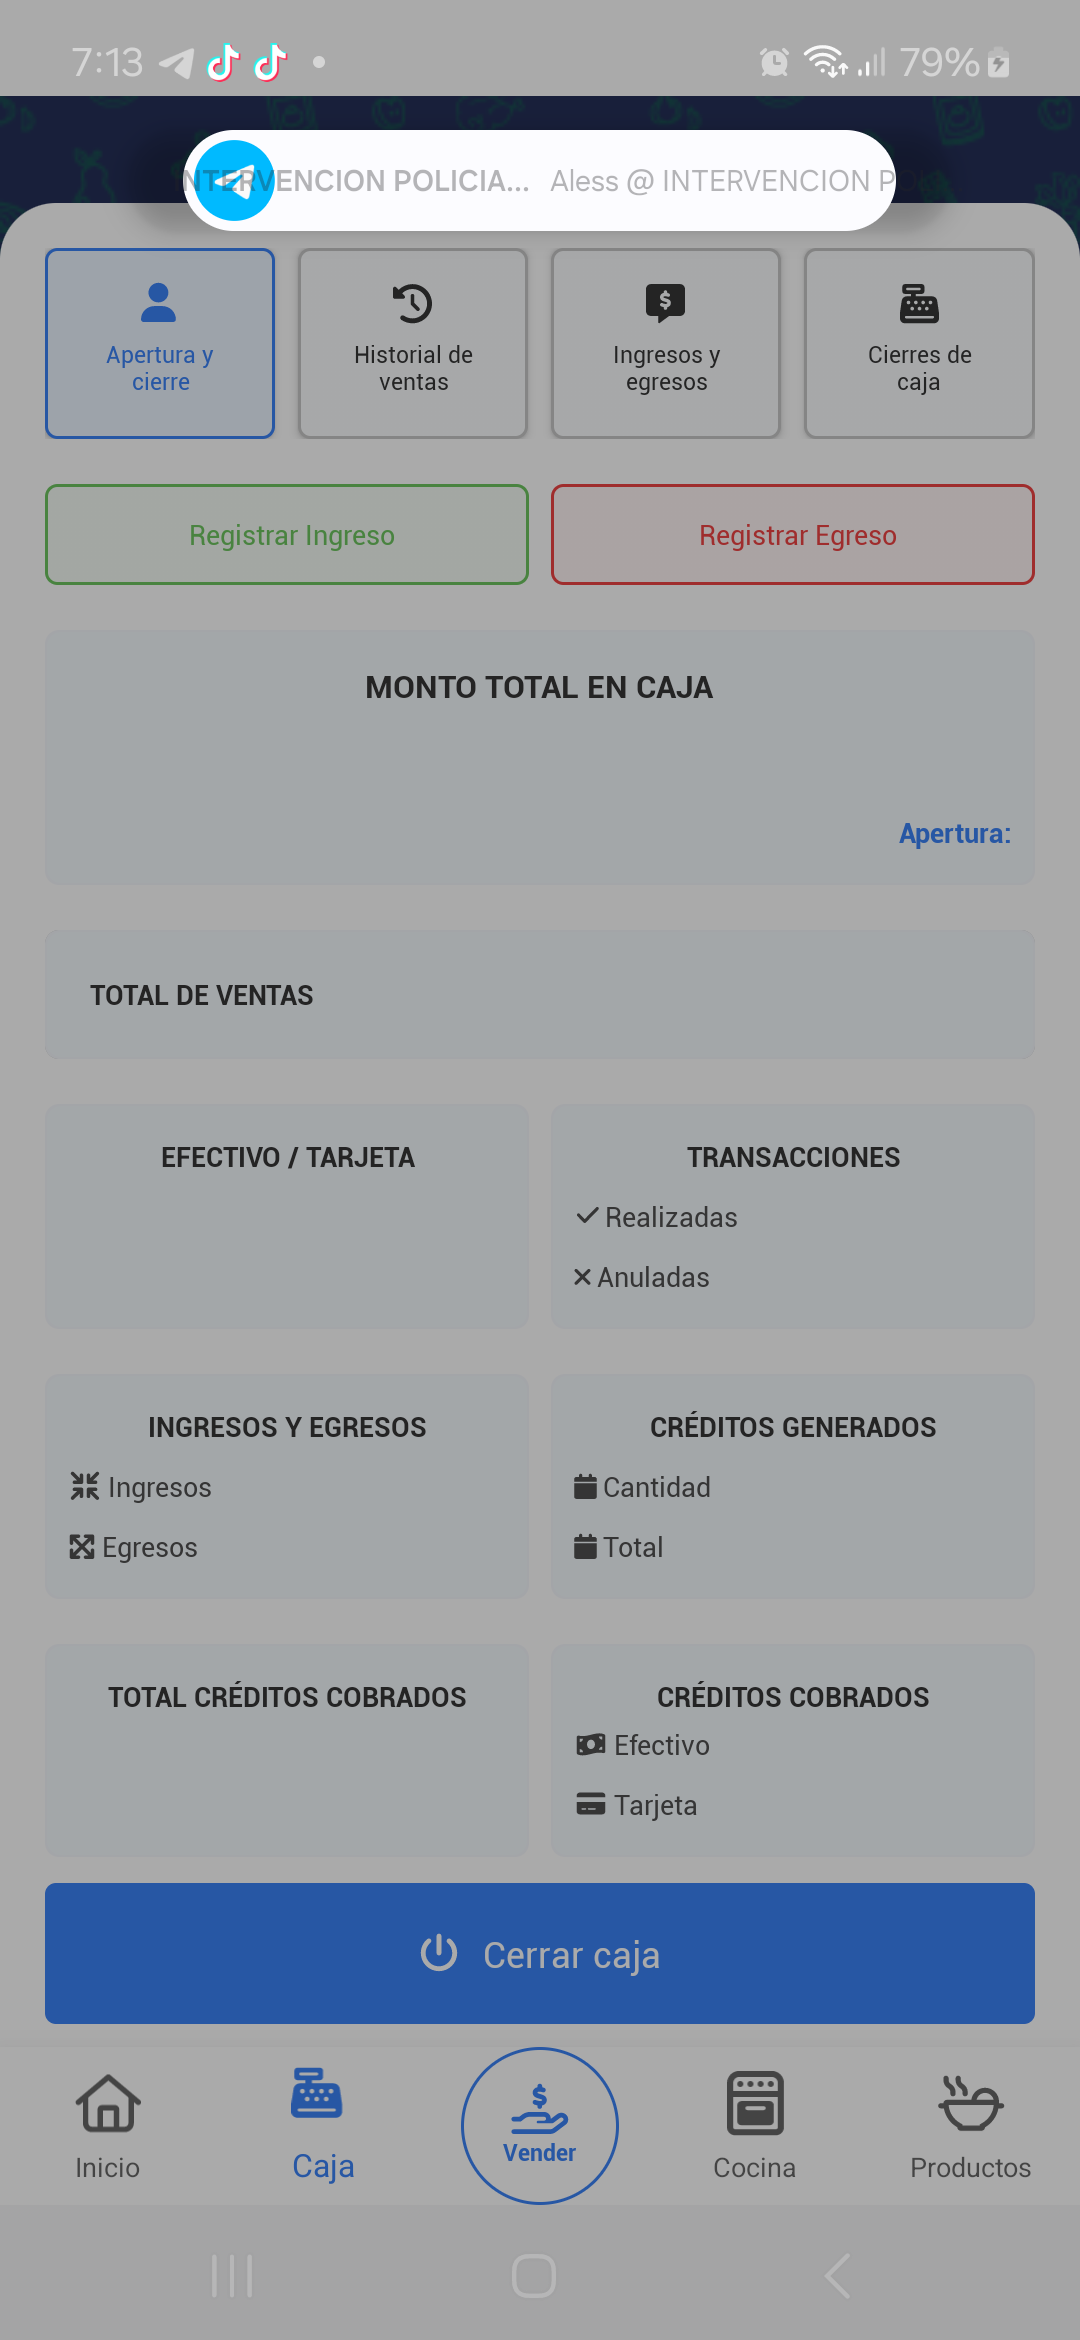 7:13
79%
NTERVENCION POLICIA... Aless @ INTERVENCION P
Apertura y
cierre
Historial de
ventas
Ingresos y
egresos
Cierres de
caja
Registrar Ingreso
Registrar Egreso
MONTO TOTAL EN CAJA
Apertura:
TOTAL DE VENTAS
EFECTIVO / TARJETA
TRANSACCIONES
Realizadas
Anuladas
INGRESOS Y EGRESOS
Ingresos
Egresos
CRÉDITOS GENERADOS
Cantidad
Total
TOTAL CRÉDITOS COBRADOS
CRÉDITOS COBRADOS
Efectivo
Tarjeta
Cerrar caja
Inicio
Caja
Vender
Cocina
Productos